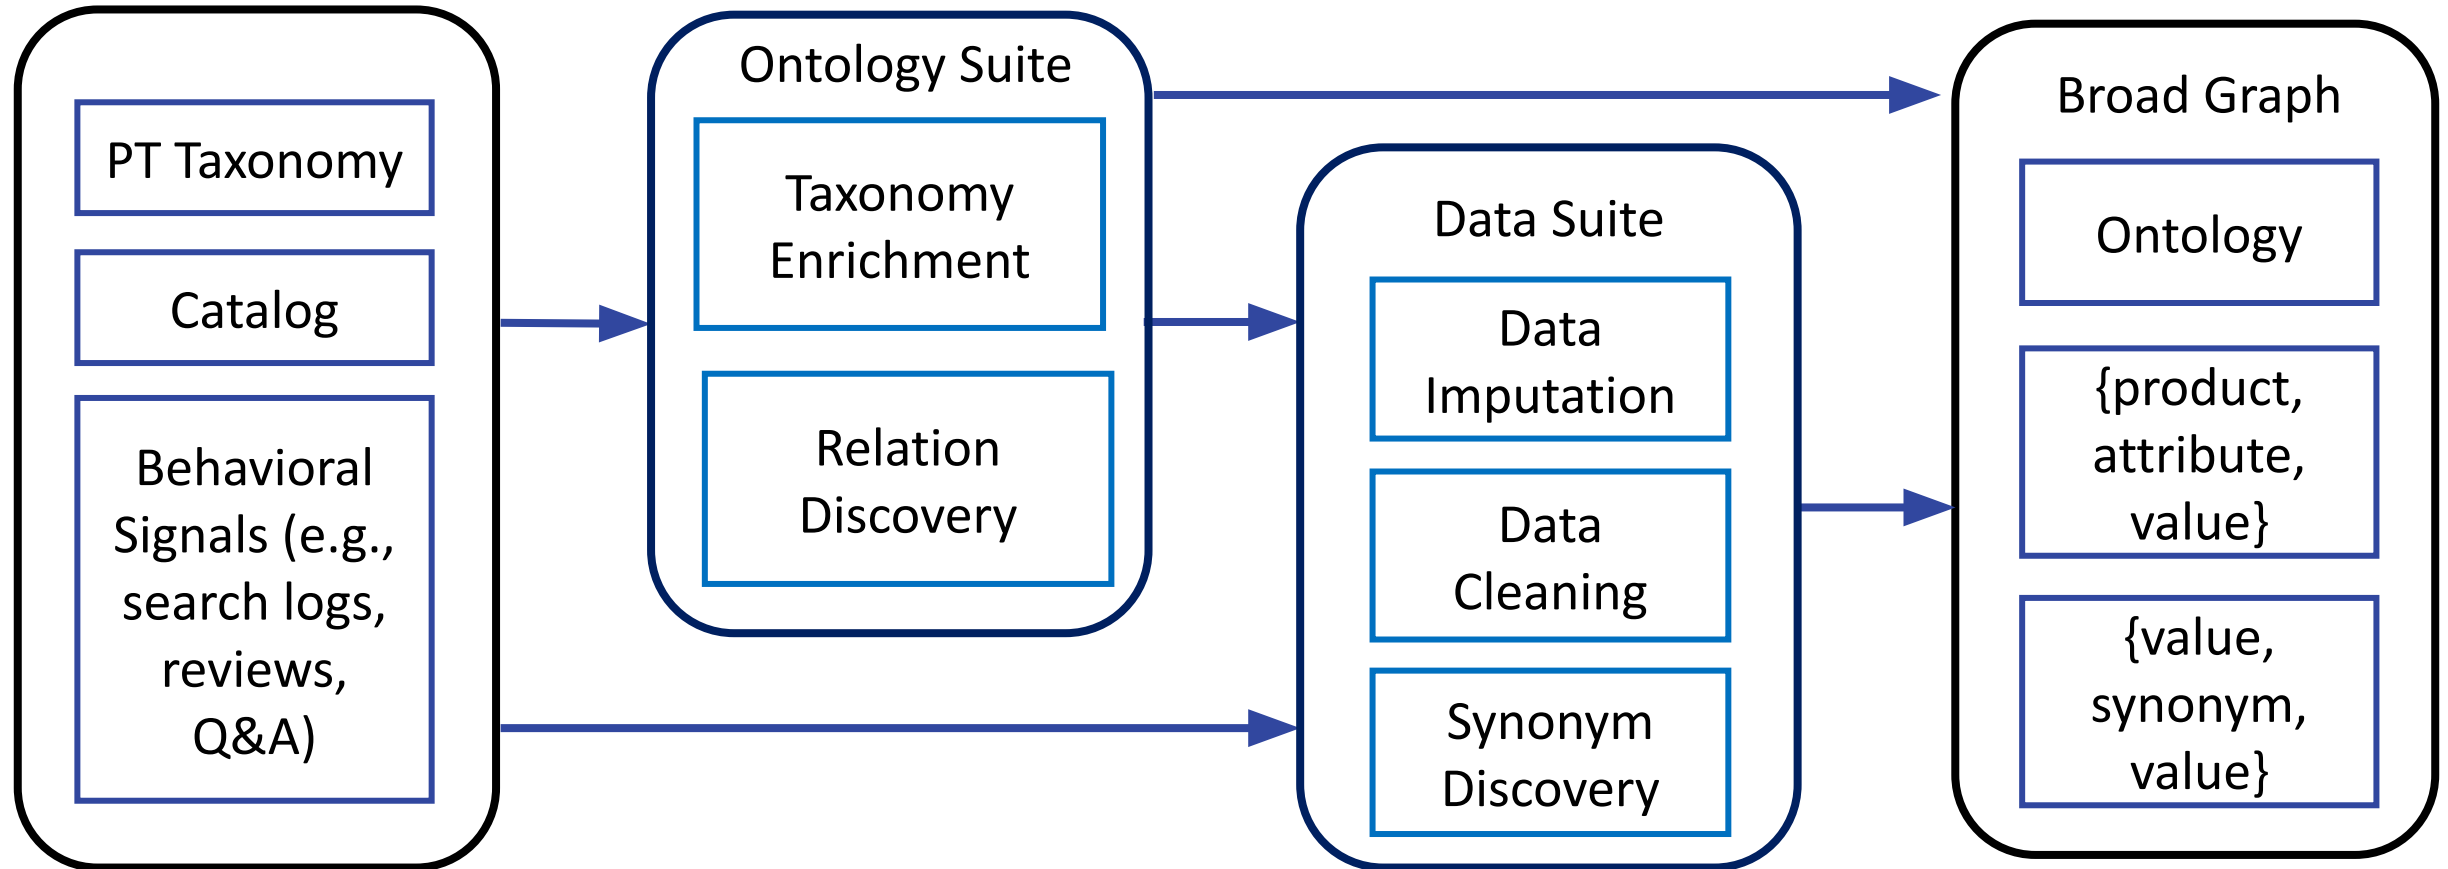 PT Taxonomy
Catalog
Behavioral
Signals (e.g.,
search logs,
reviews,
Q&A)
Ontology Suite
Taxonomy
Enrichment
Relation
Discovery
Data Suite
Data
Imputation
Data
Cleaning
Synonym
Discovery
Broad Graph
Ontology
{product,
attribute,
value}
{value,
synonym,
value}